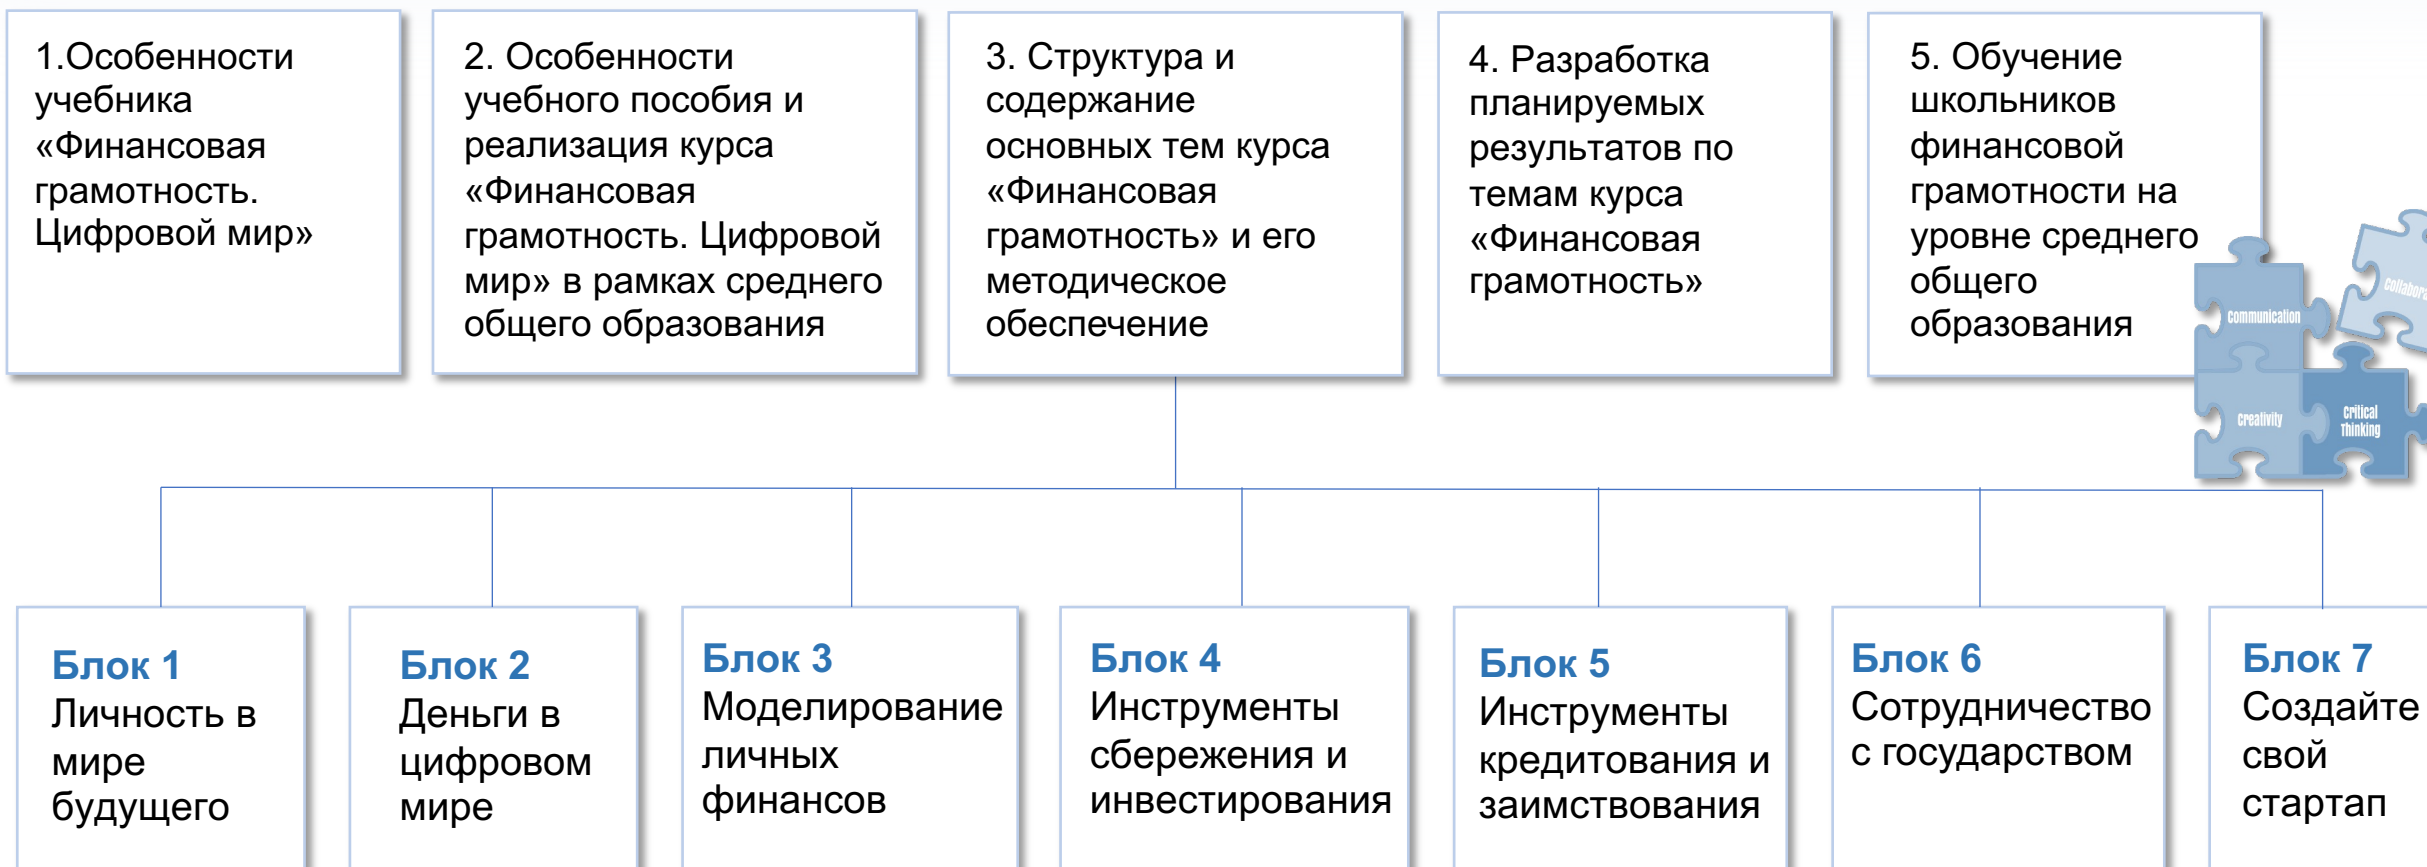 1.Особенности
учебника
«Финансовая
грамотность.
Цифровой мир»
2. Особенности
учебного пособия и
реализация курса
«Финансовая
грамотность. Цифровой
мир» в рамках среднего
общего образования
3. Структура и
содержание
основных тем курса
«Финансовая
грамотность» и его
методическое
обеспечение
4. Разработка
планируемых
результатов по
темам курса
«Финансовая
грамотность»
5. Обучение
школьников
финансовой
грамотности на
уровне среднего
общего
образования
communication
creativity
critical
Thinking
Блок 1
Личность в
мире
будущего
Блок 2
Деньги в
цифровом
мире
Блок 3
Моделирование
личных
финансов
Блок 4
Инструменты
сбережения и
инвестирования
Блок 5
Инструменты
кредитования и
заимствования
Блок 6
Сотрудничество
с государством
Блок 7
Создайте
свой
стартап